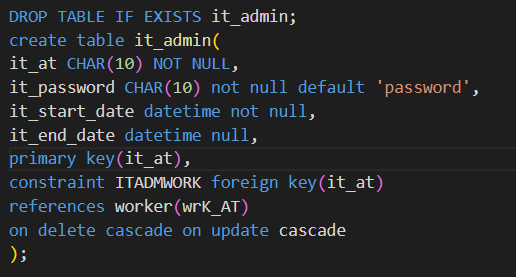 DROP TABLE IF EXISTS it_admin;
create table it_admin(
it_at CHAR(10) NOT NULL,
it_password CHAR(10) not null default 'password',
it_start_date datetime not null,
it_end_date datetime null,
primary key(it_at),
constraint ITADMWORK foreign key(it_at)
references worker(wrK_AT)
on delete cascade on update cascade
);